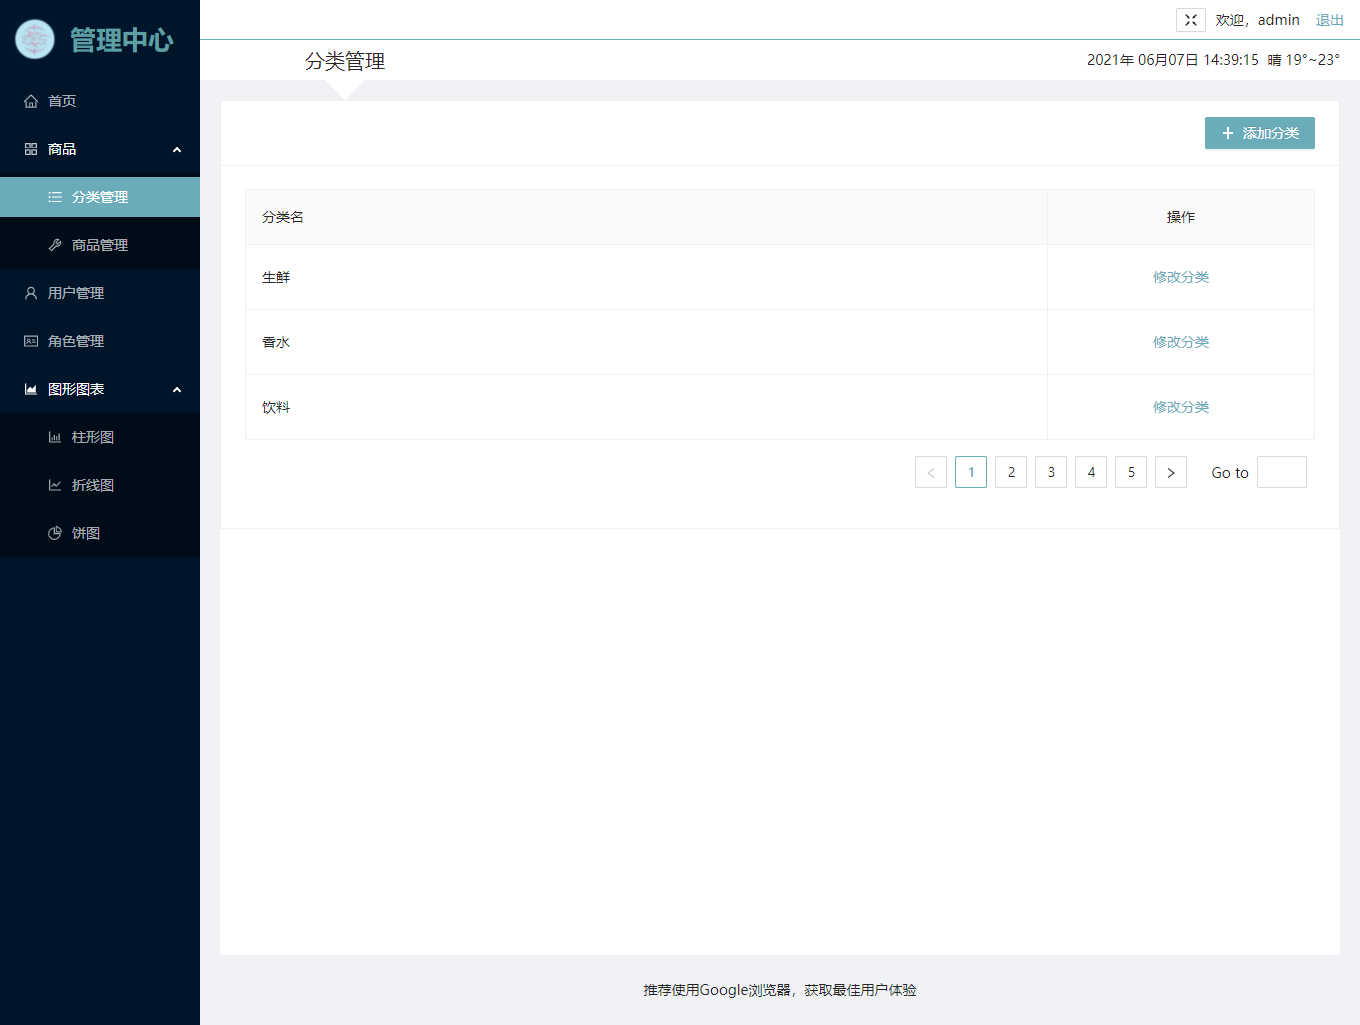 管理中心
欢迎，admin 退出
分类管理
2021年 06月07日 14:39:15 晴 19°~23°
首页
商品
分类管理
商品管理
用户管理
角色管理
图形图表
柱形图
折线图
饼图
+ 添加分类
分类名 操作
生鲜 修改分类
香水 修改分类
饮料 修改分类
< 1 2 3 4 5 > Go to
推荐使用Google浏览器，获取最佳用户体验